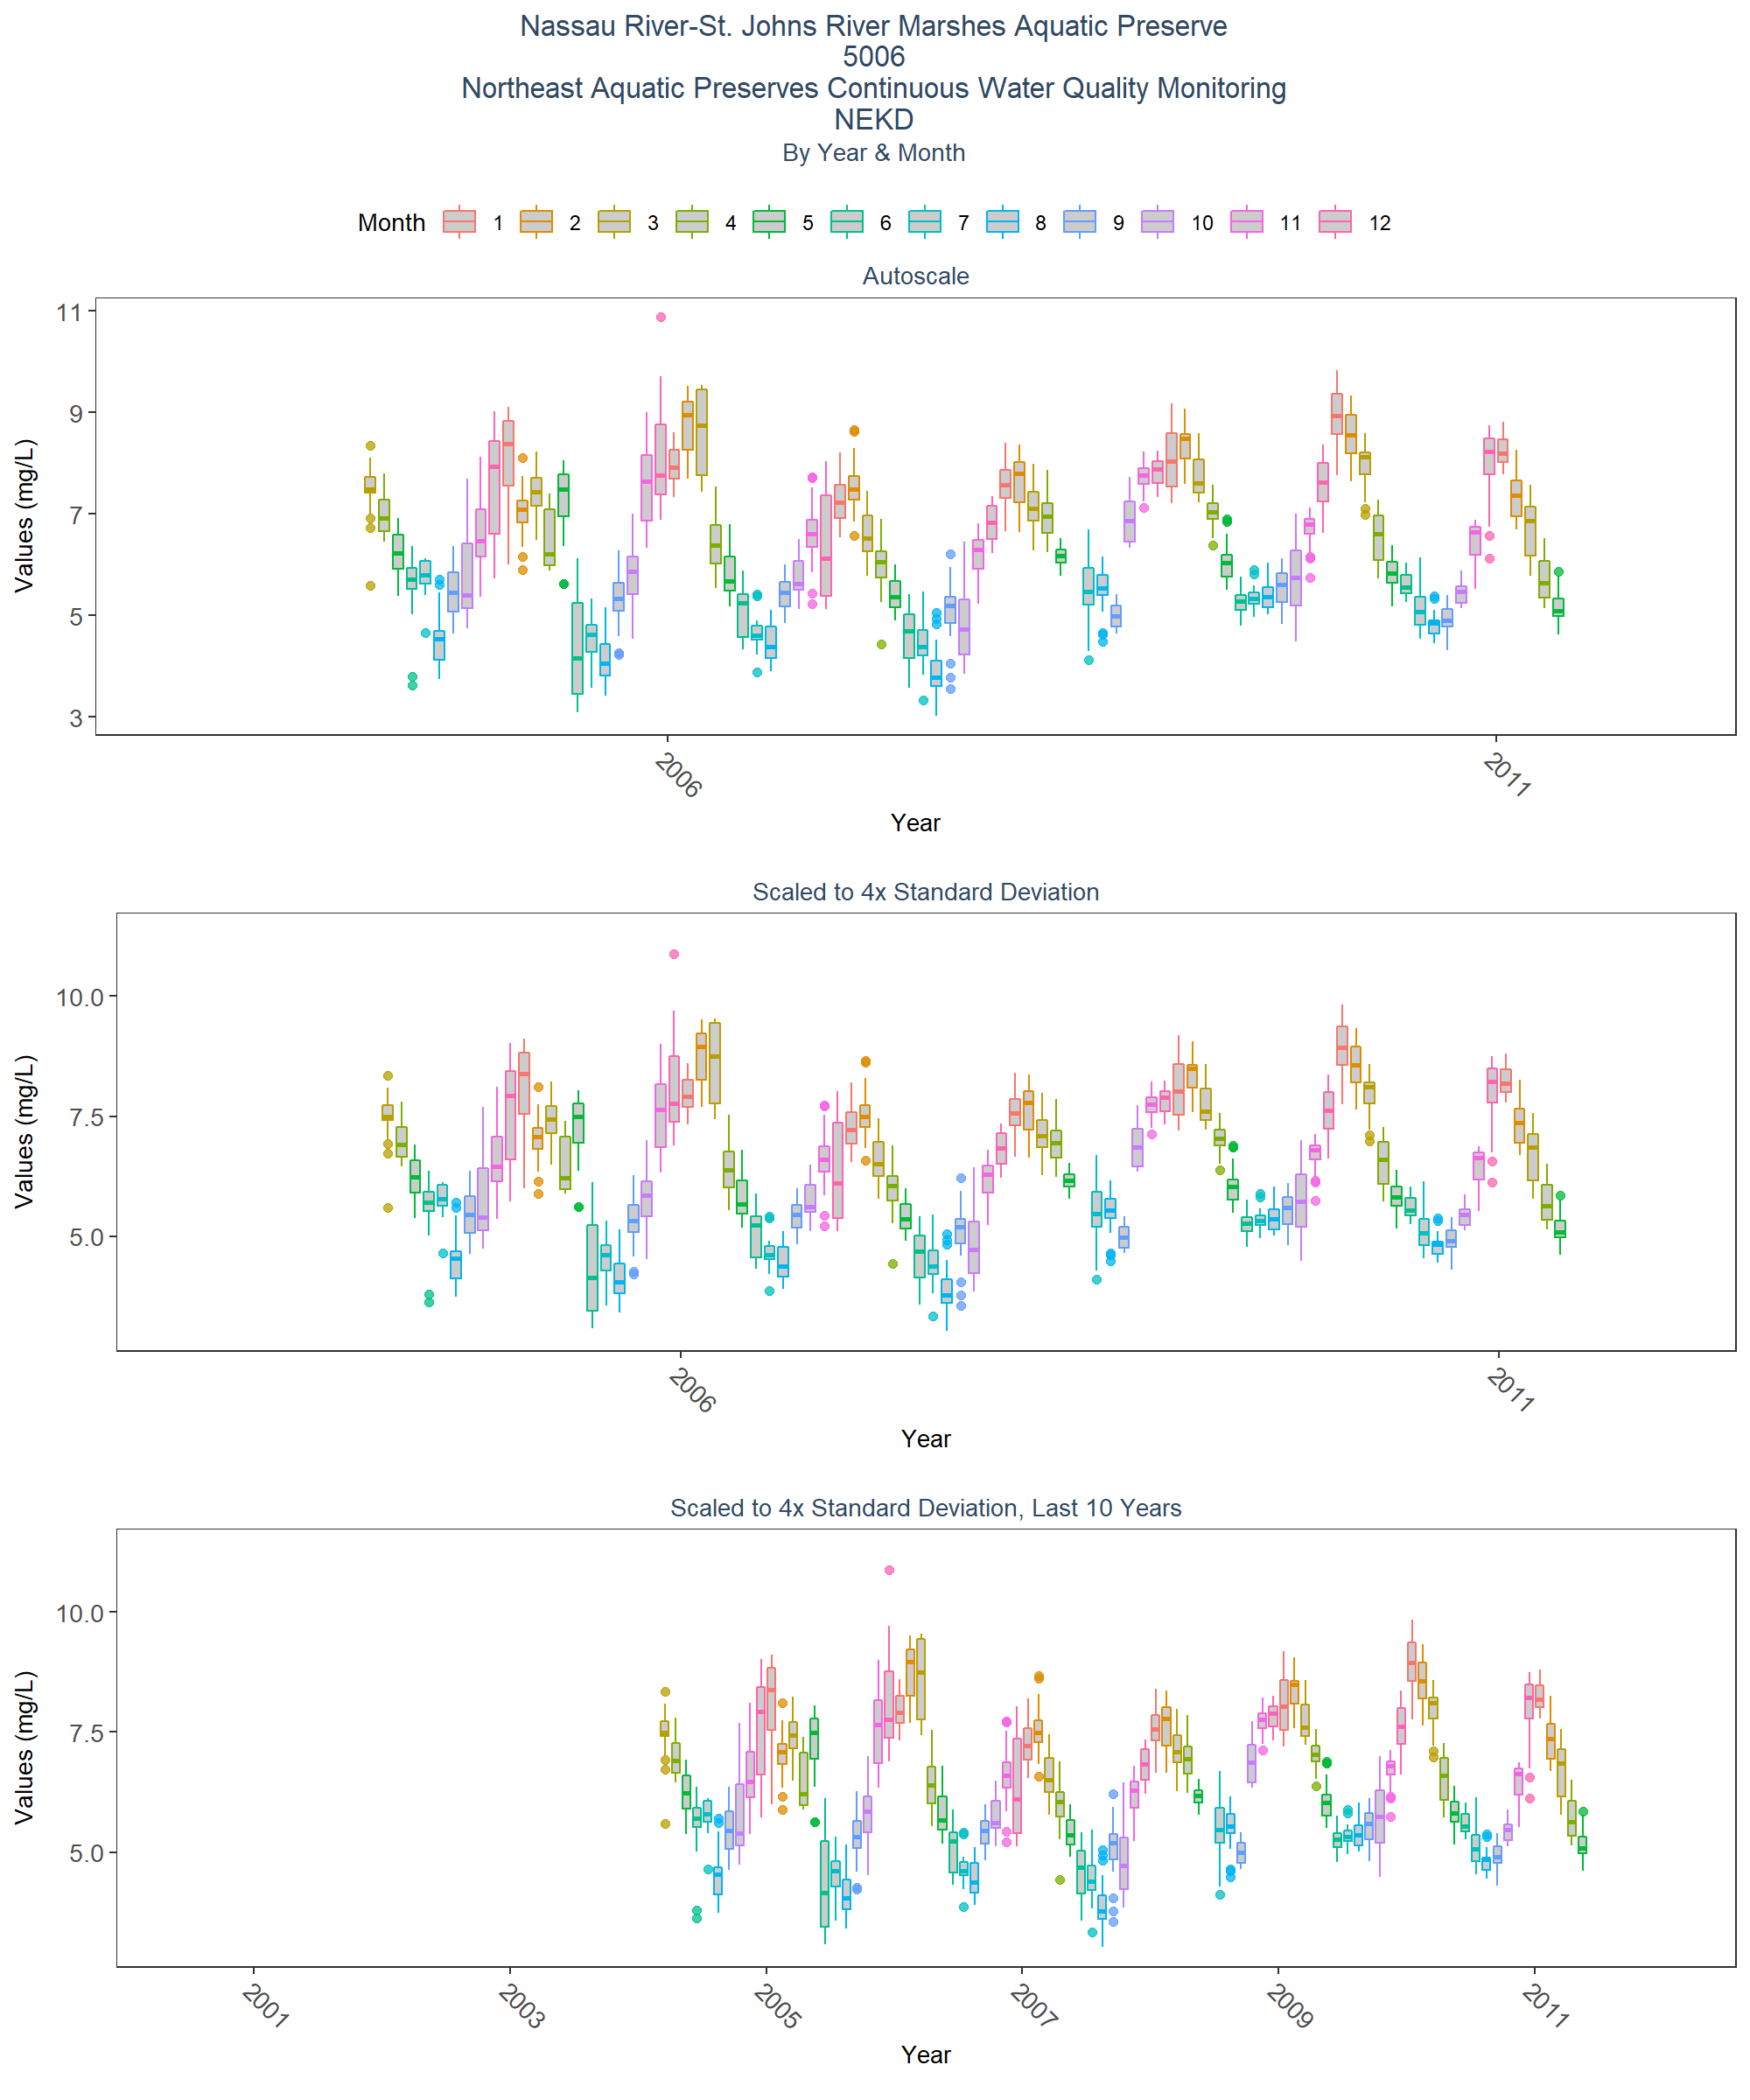 Nassau River-St. Johns River Marshes Aquatic Preserve
5006
Northeast Aquatic Preserves Continuous Water Quality Monitoring
NEKD
By Year & Month
Month 1 2 3 4 5 6 7 8 9 10 11 12
Autoscale
Values (mg/L)
11
9
7
5
3
2006 2011
Year
Scaled to 4x Standard Deviation
Values (mg/L)
10.0
7.5
5.0
2006 2011
Year
Scaled to 4x Standard Deviation, Last 10 Years
Values (mg/L)
10.0
7.5
5.0
2001 2003 2005 2007 2009 2011
Year